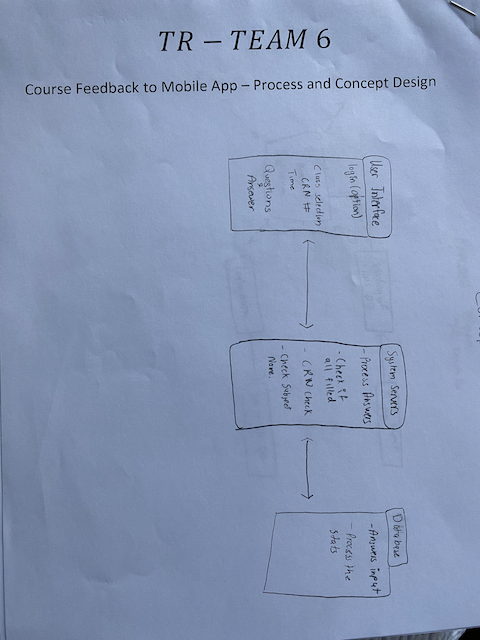 TR – TEAM 6
Course Feedback to Mobile App – Process and Concept Design
User Interface
login (option)
Class selection
CRN #
Time
Questions
&
Answer
System Servers
- Process Answers
- Check if
all filled
- CRN check
- Check Subject
Name.
Database
- Answers input
- Process the
stats